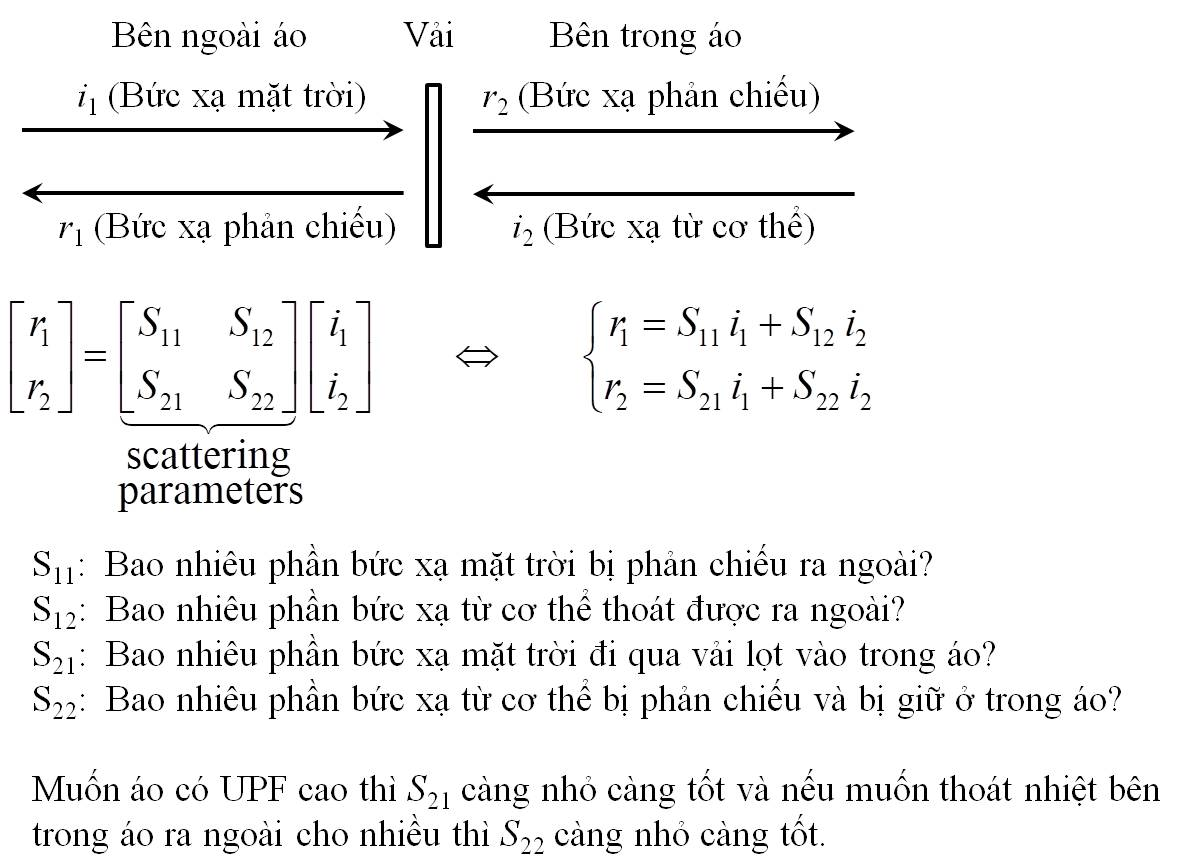 Bên ngoài áo Vải Bên trong áo
i₁ (Bức xạ mặt trời) r₂ (Bức xạ phản chiếu)
r₁ (Bức xạ phản chiếu) i₂ (Bức xạ từ cơ thể)
[r₁ r₂] = [S₁₁ S₁₂ S₂₁ S₂₂] [i₁ i₂] ⇔ { r₁ = S₁₁ i₁ + S₁₂ i₂
r₂ = S₂₁ i₁ + S₂₂ i₂
scattering
parameters
S₁₁: Bao nhiêu phần bức xạ mặt trời bị phản chiếu ra ngoài?
S₁₂: Bao nhiêu phần bức xạ từ cơ thể thoát được ra ngoài?
S₂₁: Bao nhiêu phần bức xạ mặt trời đi qua vải lọt vào trong áo?
S₂₂: Bao nhiêu phần bức xạ từ cơ thể bị phản chiếu và bị giữ ở trong áo?
Muốn áo có UPF cao thì S₂₁ càng nhỏ càng tốt và nếu muốn thoát nhiệt bên
trong áo ra ngoài cho nhiều thì S₂₂ càng nhỏ càng tốt.